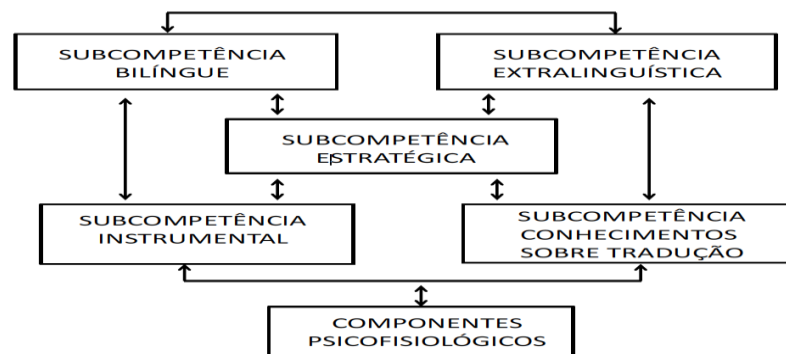 SUBCOMPETÊNCIA
BILÍNGUE
SUBCOMPETÊNCIA
EXTRALINGUÍSTICA
SUBCOMPETÊNCIA
ESTRATÉGICA
SUBCOMPETÊNCIA
INSTRUMENTAL
SUBCOMPETÊNCIA
CONHECIMENTOS
SOBRE TRADUÇÃO
COMPONENTES
PSICOFISIOLÓGICOS